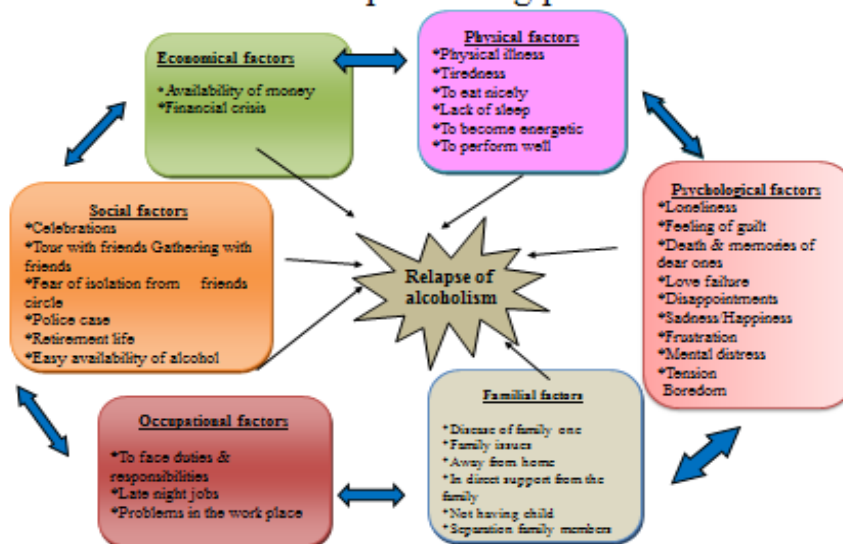 Economical factors
*Availability of money
*Financial crisis
Physical factors
*Physical illness
*Tiredness
*To eat nicely
*Lack of sleep
*To become energetic
*To perform well
Social factors
*Celebrations
*Tour with friends Gathering with
friends
*Fear of isolation from friends
circle
*Police case
*Retirement life
*Easy availability of alcohol
Relapse of
alcoholism
Psychological factors
*Loneliness
*Feeling of guilt
*Death & memories of
dear ones
*Love failure
*Disappointments
*Sadness/Happiness
*Frustration
*Mental distress
*Tension
Boredom
Occupational factors
*To face duties &
responsibilities
*Late night jobs
*Problems in the work place
Familial factors
*Disease of family one
*Family issues
*Away from home
*In direct support from the
family
*Not having child
*Separation family members